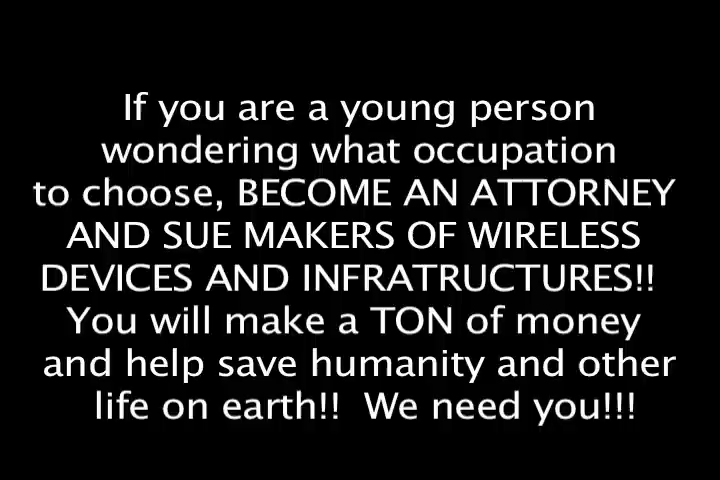 If you are a young person
wondering what occupation
to choose, BECOME AN ATTORNEY
AND SUE MAKERS OF WIRELESS
DEVICES AND INFRATRUCTURES!!
You will make a TON of money
and help save humanity and other
life on earth!! We need you!!!